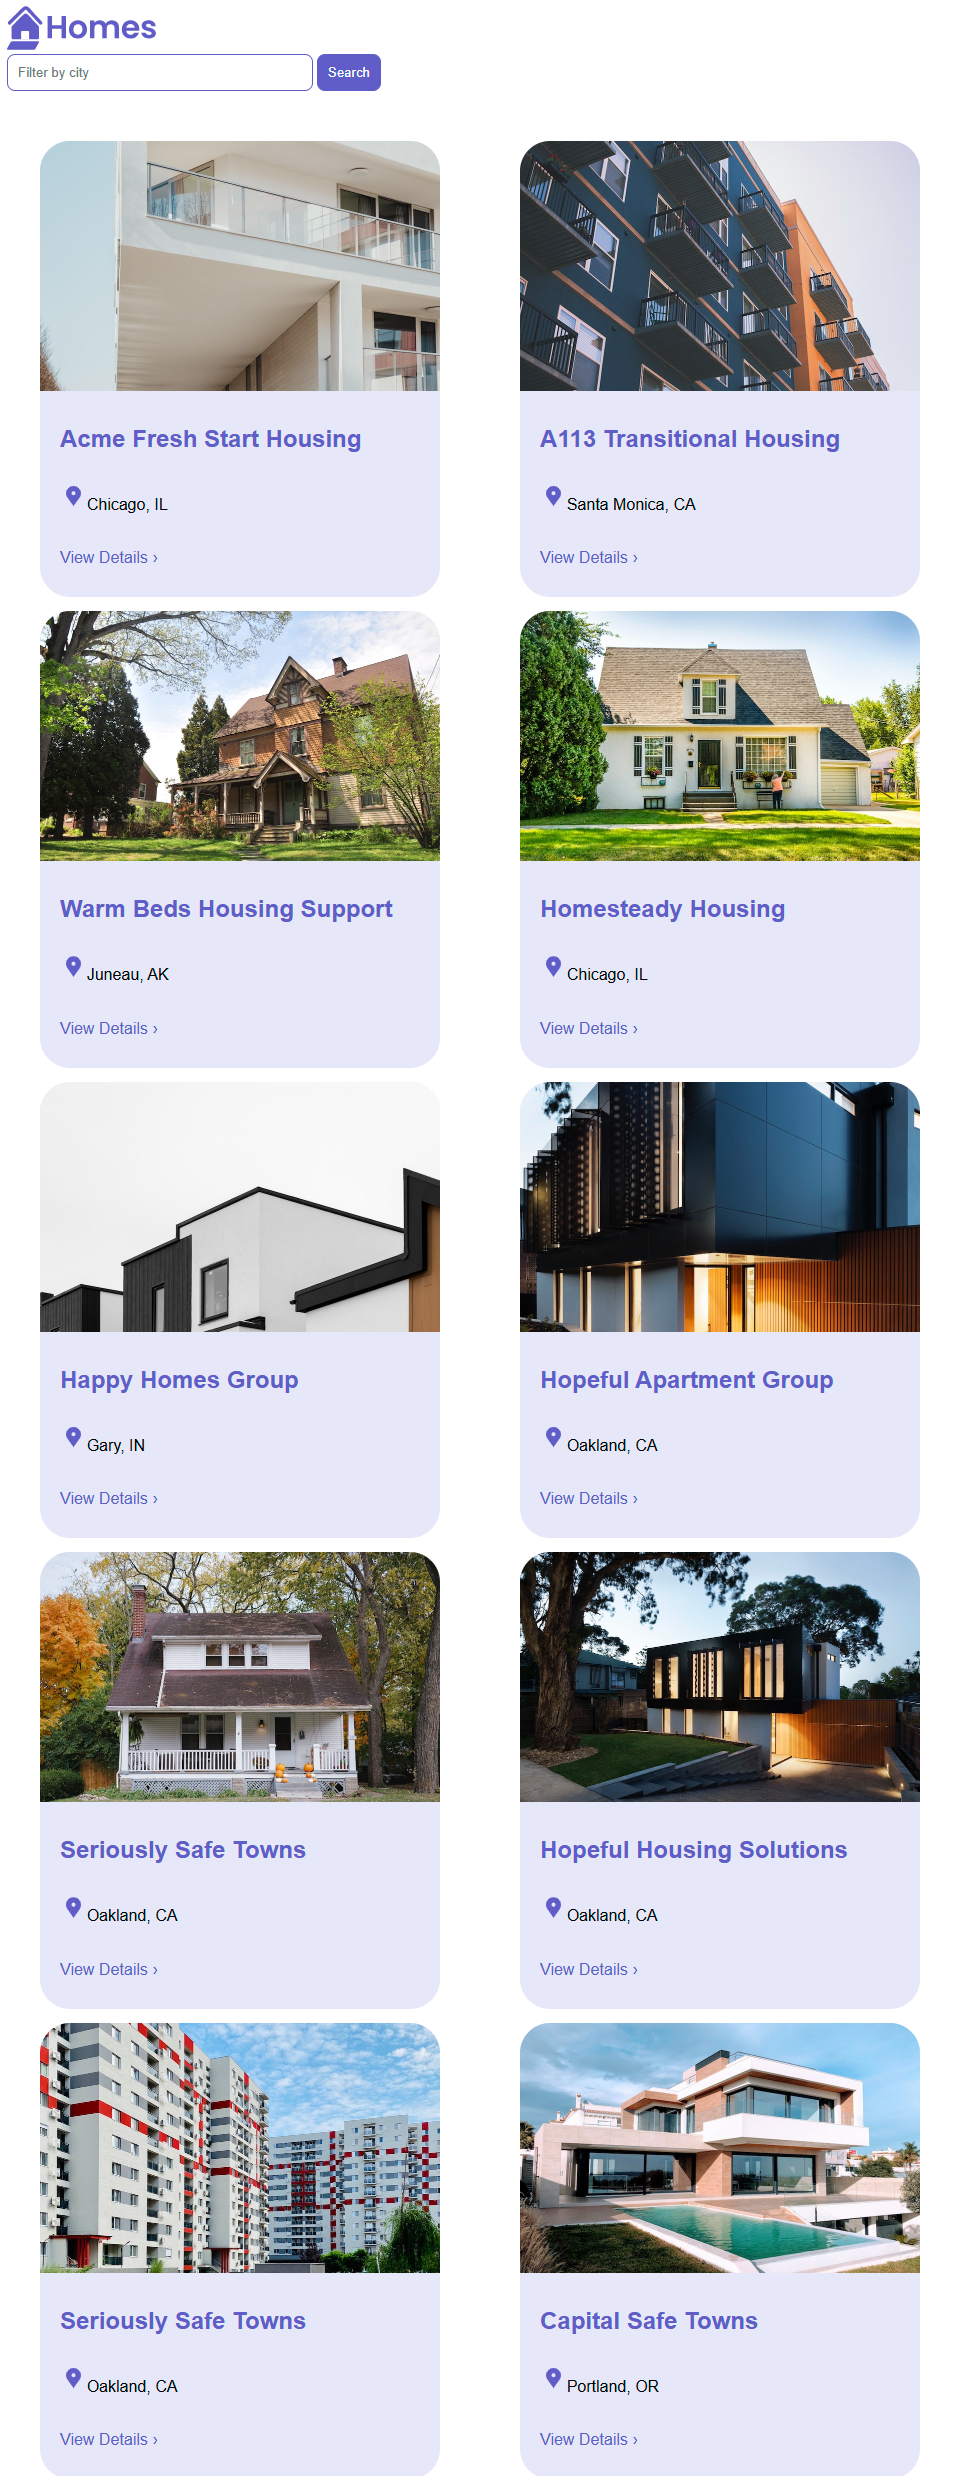 Homes
Filter by city
Search
Acme Fresh Start Housing
Chicago, IL
View Details ›
A113 Transitional Housing
Santa Monica, CA
View Details ›
Warm Beds Housing Support
Juneau, AK
View Details ›
Homesteady Housing
Chicago, IL
View Details ›
Happy Homes Group
Gary, IN
View Details ›
Hopeful Apartment Group
Oakland, CA
View Details ›
Seriously Safe Towns
Oakland, CA
View Details ›
Hopeful Housing Solutions
Oakland, CA
View Details ›
Seriously Safe Towns
Oakland, CA
View Details ›
Capital Safe Towns
Portland, OR
View Details ›